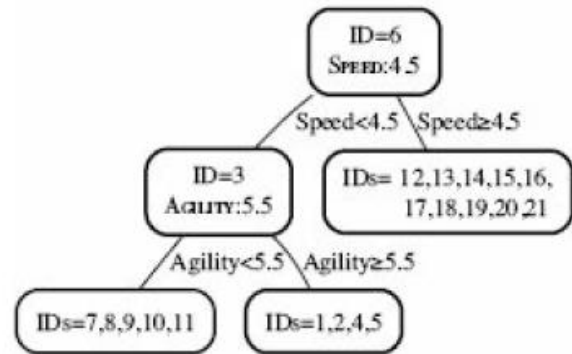 ID=6
SPEED:4.5
Speed<4.5 Speed≥4.5
ID=3
AGILITY:5.5
IDs= 12,13,14,15,16,
17,18,19,20,21
Agility<5.5 Agility≥5.5
IDs=7,8,9,10,11
IDs=1,2,4,5